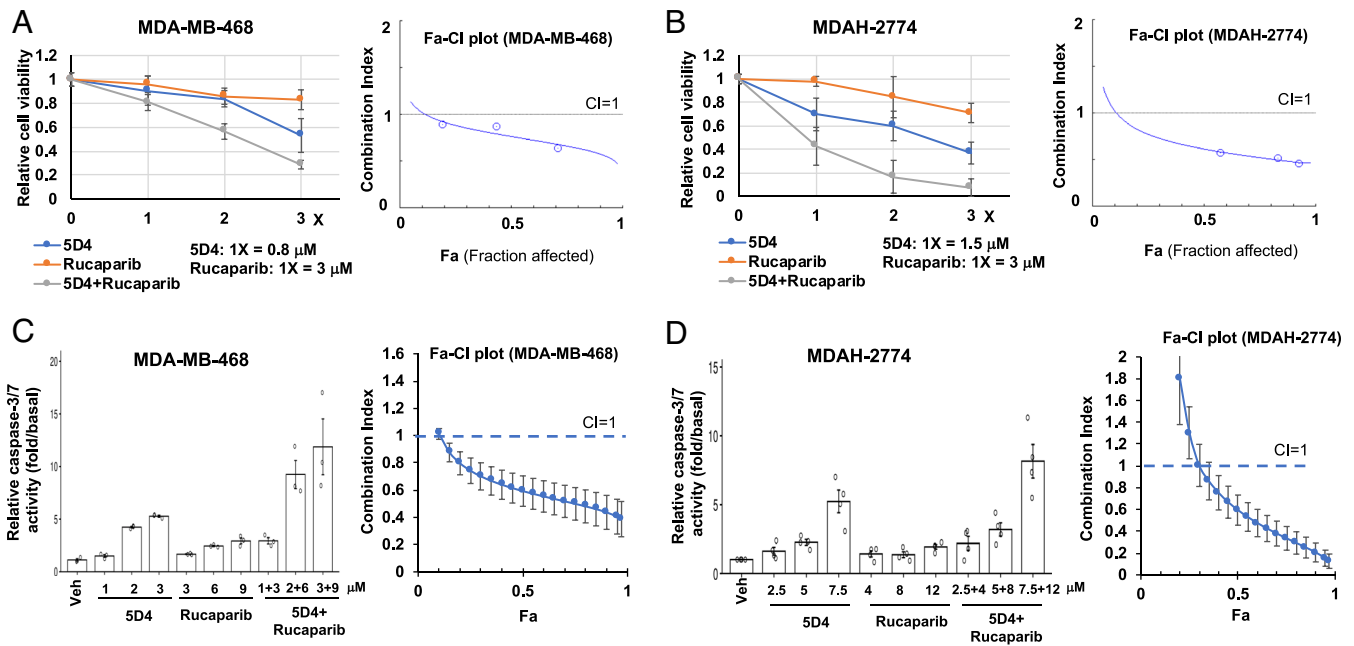 A
MDA-MB-468
Relative cell viability
1.2
1
0.8
0.6
0.4
0.2
0
0
1
2
3
X
5D4
Rucaparib
5D4+Rucaparib
5D4: 1X = 0.8 µM
Rucaparib: 1X = 3 µM
Fa-CI plot (MDA-MB-468)
Combination Index
2
1
0
CI=1
0
0.5
1
Fa (Fraction affected)
B
MDAH-2774
Relative cell viability
1.2
1
0.8
0.6
0.4
0.2
0
0
1
2
3
X
5D4
Rucaparib
5D4+Rucaparib
5D4: 1X = 1.5 µM
Rucaparib: 1X = 3 µM
Fa-CI plot (MDAH-2774)
Combination Index
2
1
0
CI=1
0
0.5
1
Fa (Fraction affected)
C
MDA-MB-468
Relative caspase-3/7
activity (fold/basal)
20
15
10
5
0
Veh
1
2
3
3
6
9
1+3
2+6
3+9
µM
5D4
Rucaparib
5D4+
Rucaparib
Fa-CI plot (MDA-MB-468)
Combination Index
1.6
1.4
1.2
1
0.8
0.6
0.4
0.2
0
CI=1
0
0.5
1
Fa
D
MDAH-2774
Relative caspase-3/7
activity (fold/basal)
15
10
5
0
Veh
2.5
5
7.5
4
8
12
2.5+4
5+8
7.5+12
µM
5D4
Rucaparib
5D4+
Rucaparib
Fa-CI plot (MDAH-2774)
Combination Index
2
1.8
1.6
1.4
1.2
1
0.8
0.6
0.4
0.2
0
CI=1
0
0.5
1
Fa